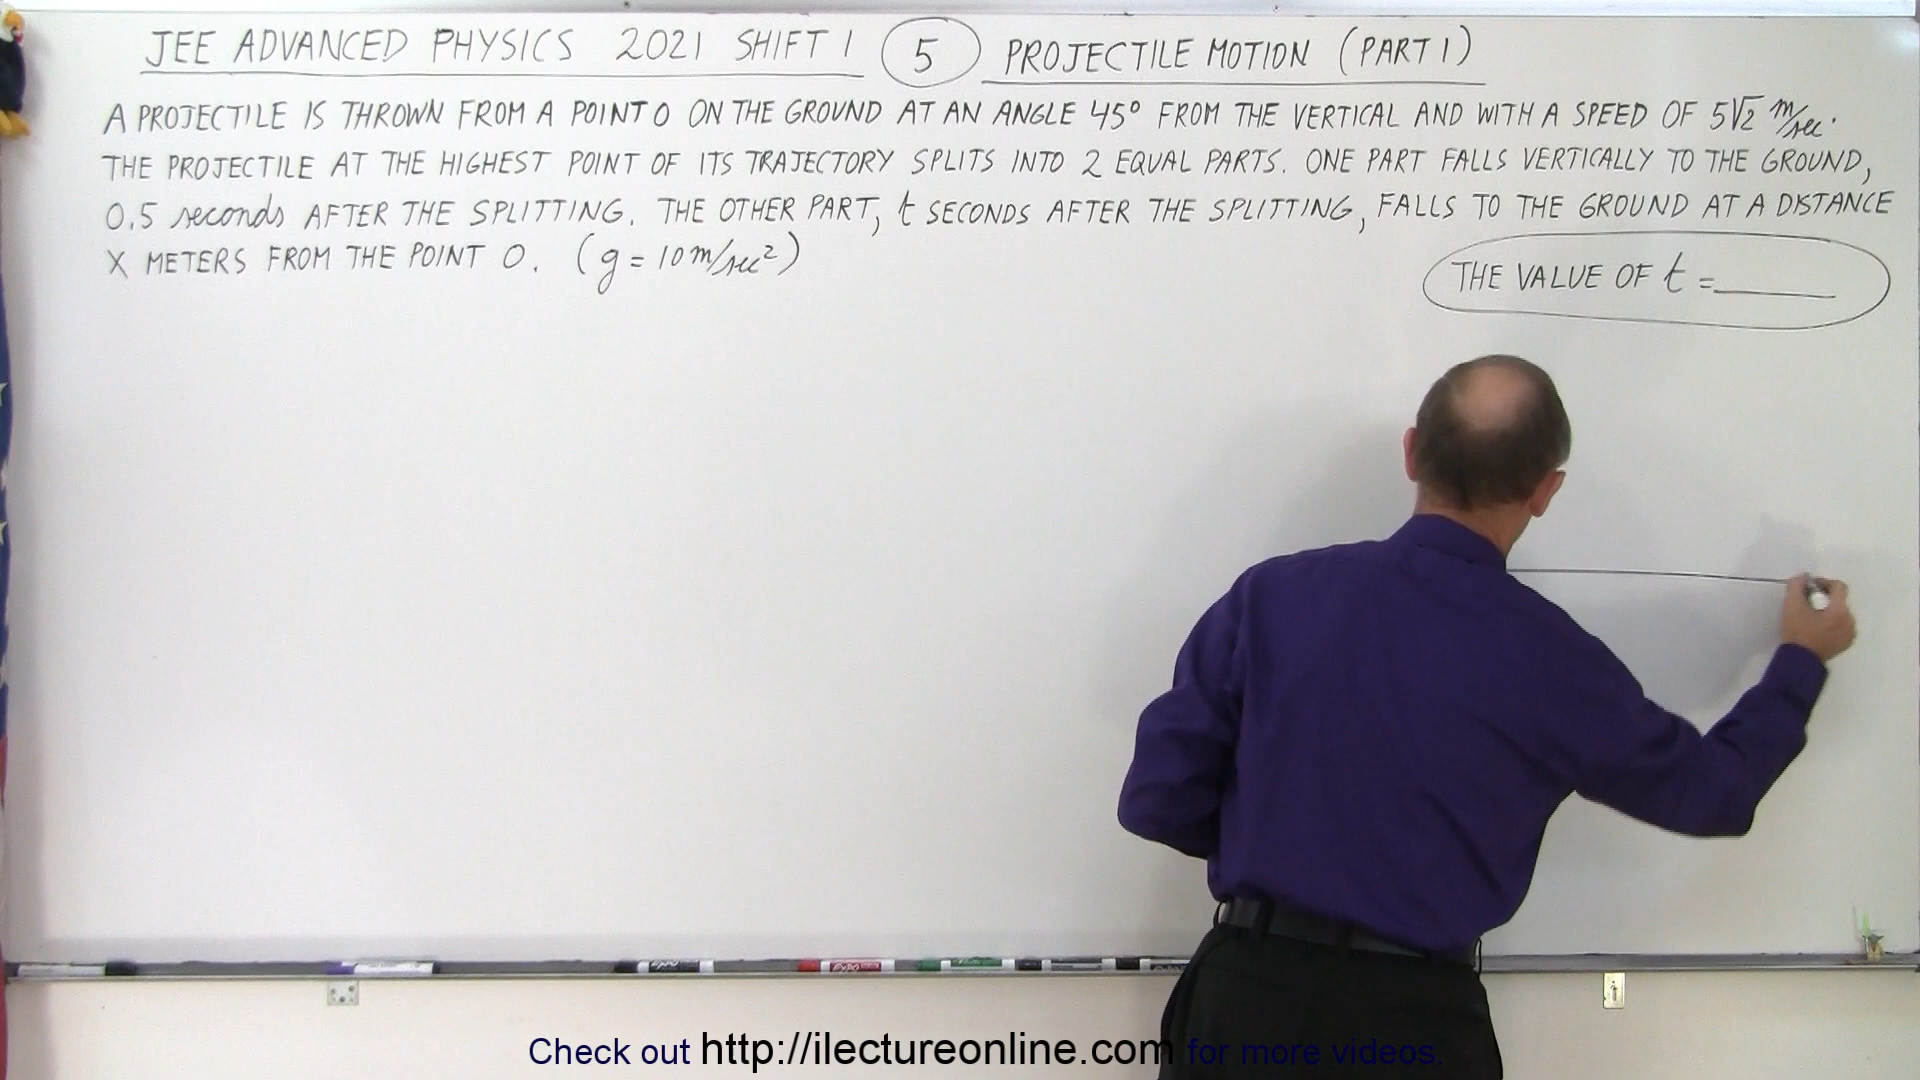 JEE ADVANCED PHYSICS 2021 SHIFT 1 5 PROJECTILE MOTION (PART 1)
A PROJECTILE IS THROWN FROM A POINT O ON THE GROUND AT AN ANGLE 45° FROM THE VERTICAL AND WITH A SPEED OF 5√2 m/sec.
THE PROJECTILE AT THE HIGHEST POINT OF ITS TRAJECTORY SPLITS INTO 2 EQUAL PARTS. ONE PART FALLS VERTICALLY TO THE GROUND,
0.5 seconds AFTER THE SPLITTING. THE OTHER PART, t SECONDS AFTER THE SPLITTING, FALLS TO THE GROUND AT A DISTANCE
X METERS FROM THE POINT O. (g = 10 m/sec²)
THE VALUE OF t = ______
EXPO EXPO
Check out http://ilectureonline.com for more videos.